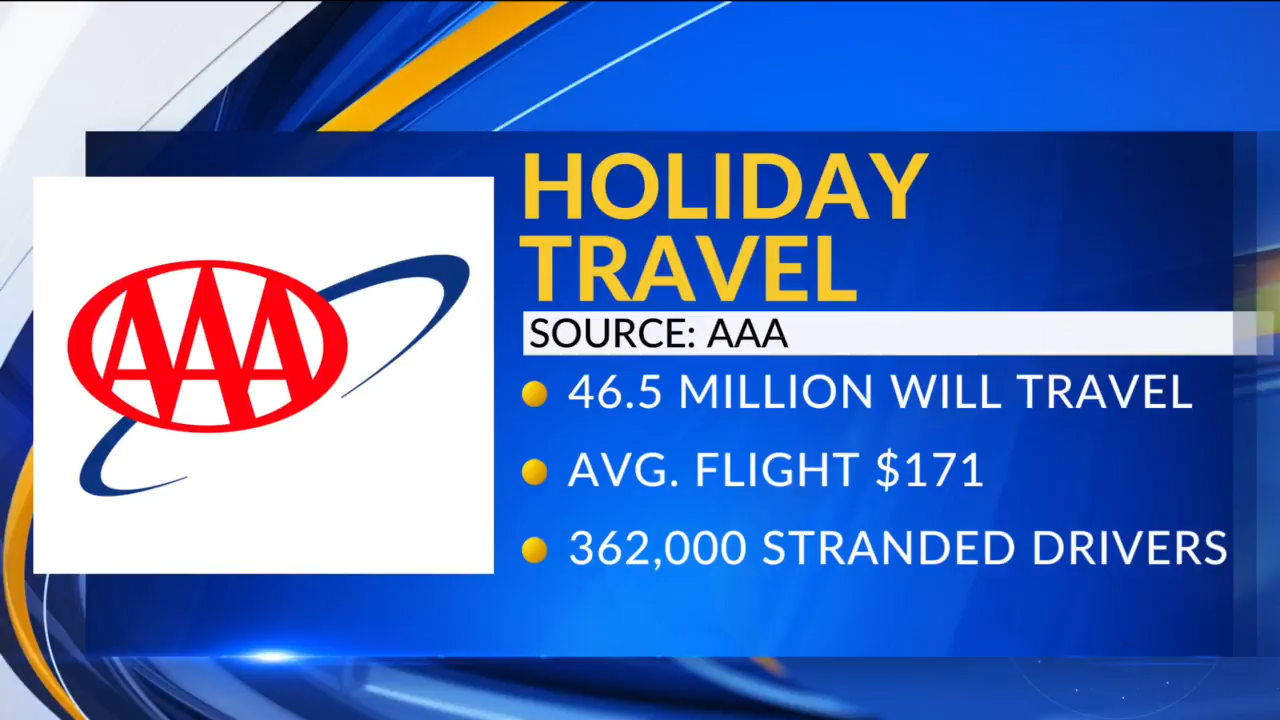 AAA
HOLIDAY
TRAVEL
SOURCE: AAA
46.5 MILLION WILL TRAVEL
AVG. FLIGHT $171
362,000 STRANDED DRIVERS